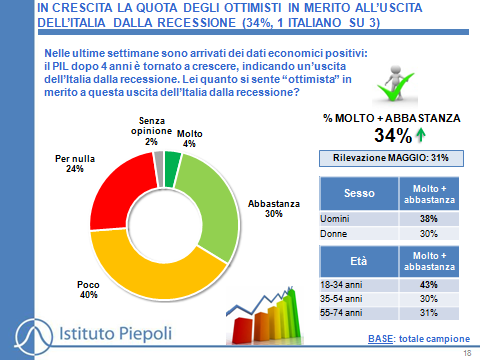 IN CRESCITA LA QUOTA DEGLI OTTIMISTI IN MERITO ALL'USCITA
DELL'ITALIA DALLA RECESSIONE (34%, 1 ITALIANO SU 3)
Nelle ultime settimane sono arrivati dei dati economici positivi:
il PIL dopo 4 anni è tornato a crescere, indicando un'uscita
dell'Italia dalla recessione. Lei quanto si sente "ottimista" in
merito a questa uscita dell'Italia dalla recessione?
Senza
opinione
2%
Molto
4%
Per nulla
24%
Abbastanza
30%
Poco
40%
% MOLTO + ABBASTANZA
34%
Rilevazione MAGGIO: 31%
Sesso Molto +
abbastanza
Uomini 38%
Donne 30%
Età Molto +
abbastanza
18-34 anni 43%
35-54 anni 30%
55-74 anni 31%
Istituto Piepoli
BASE: totale campione
18